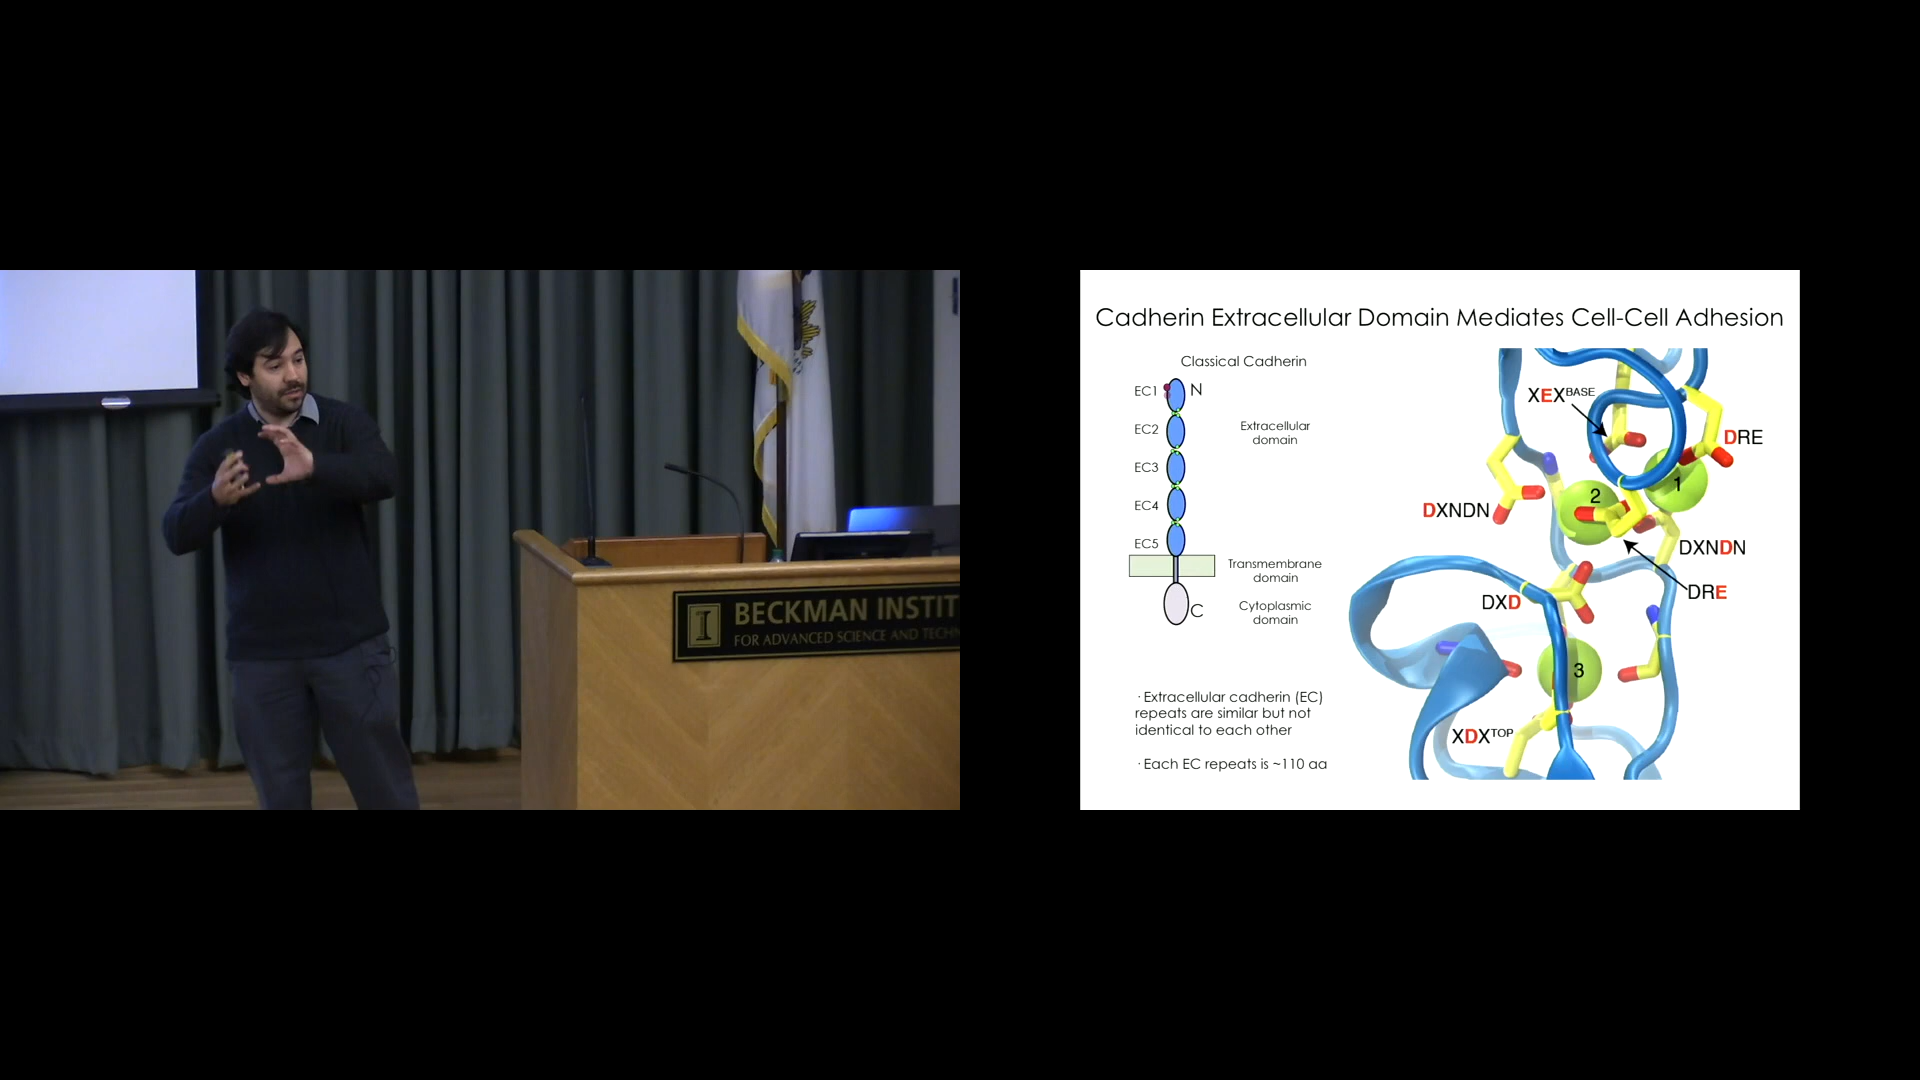 BECKMAN INSTIT
FOR ADVANCED SCIENCE AND TECHN
Cadherin Extracellular Domain Mediates Cell-Cell Adhesion
Classical Cadherin
EC1
N
EC2
EC3
EC4
EC5
C
Extracellular
domain
Transmembrane
domain
Cytoplasmic
domain
· Extracellular cadherin (EC)
repeats are similar but not
identical to each other
· Each EC repeats is ~110 aa
XEXBASE
DRE
1
2
DXNDN
DXNDN
DRE
DXD
3
XDXTOP